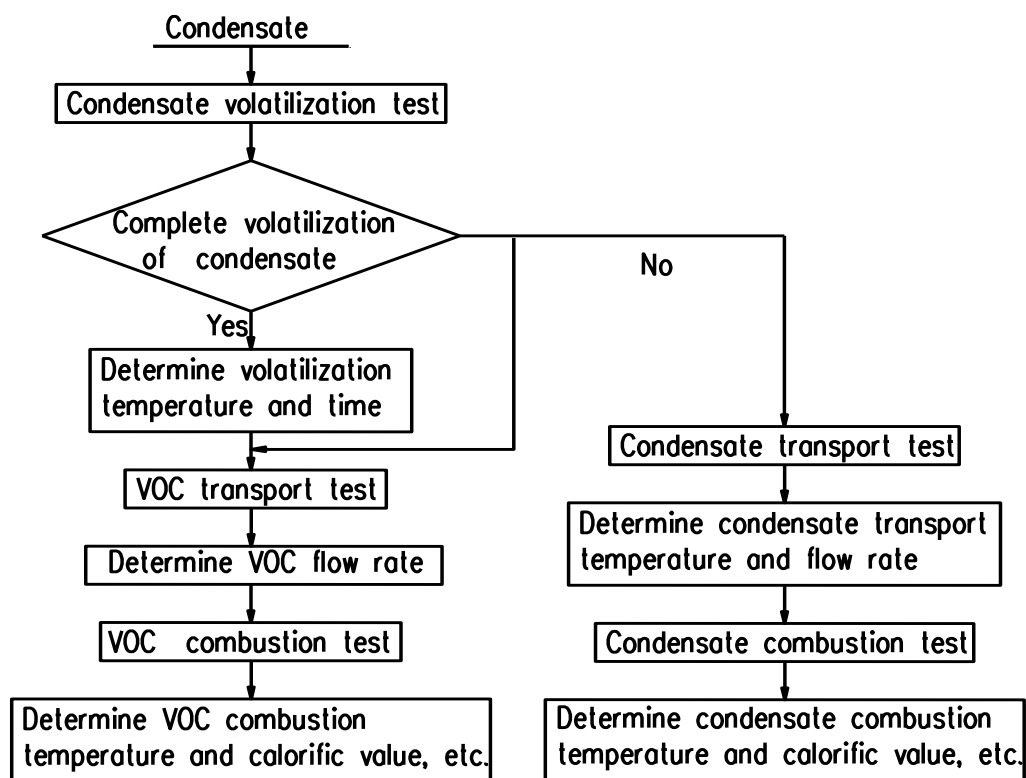 Condensate
Condensate volatilization test
Complete volatilization
of condensate
No
Yes
Determine volatilization
temperature and time
VOC transport test
Determine VOC flow rate
VOC combustion test
Determine VOC combustion
temperature and calorific value, etc.
Condensate transport test
Determine condensate transport
temperature and flow rate
Condensate combustion test
Determine condensate combustion
temperature and calorific value, etc.